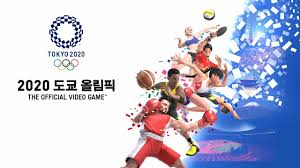 TOKYO 2020
2020 도쿄 올림픽
THE OFFICIAL VIDEO GAME™